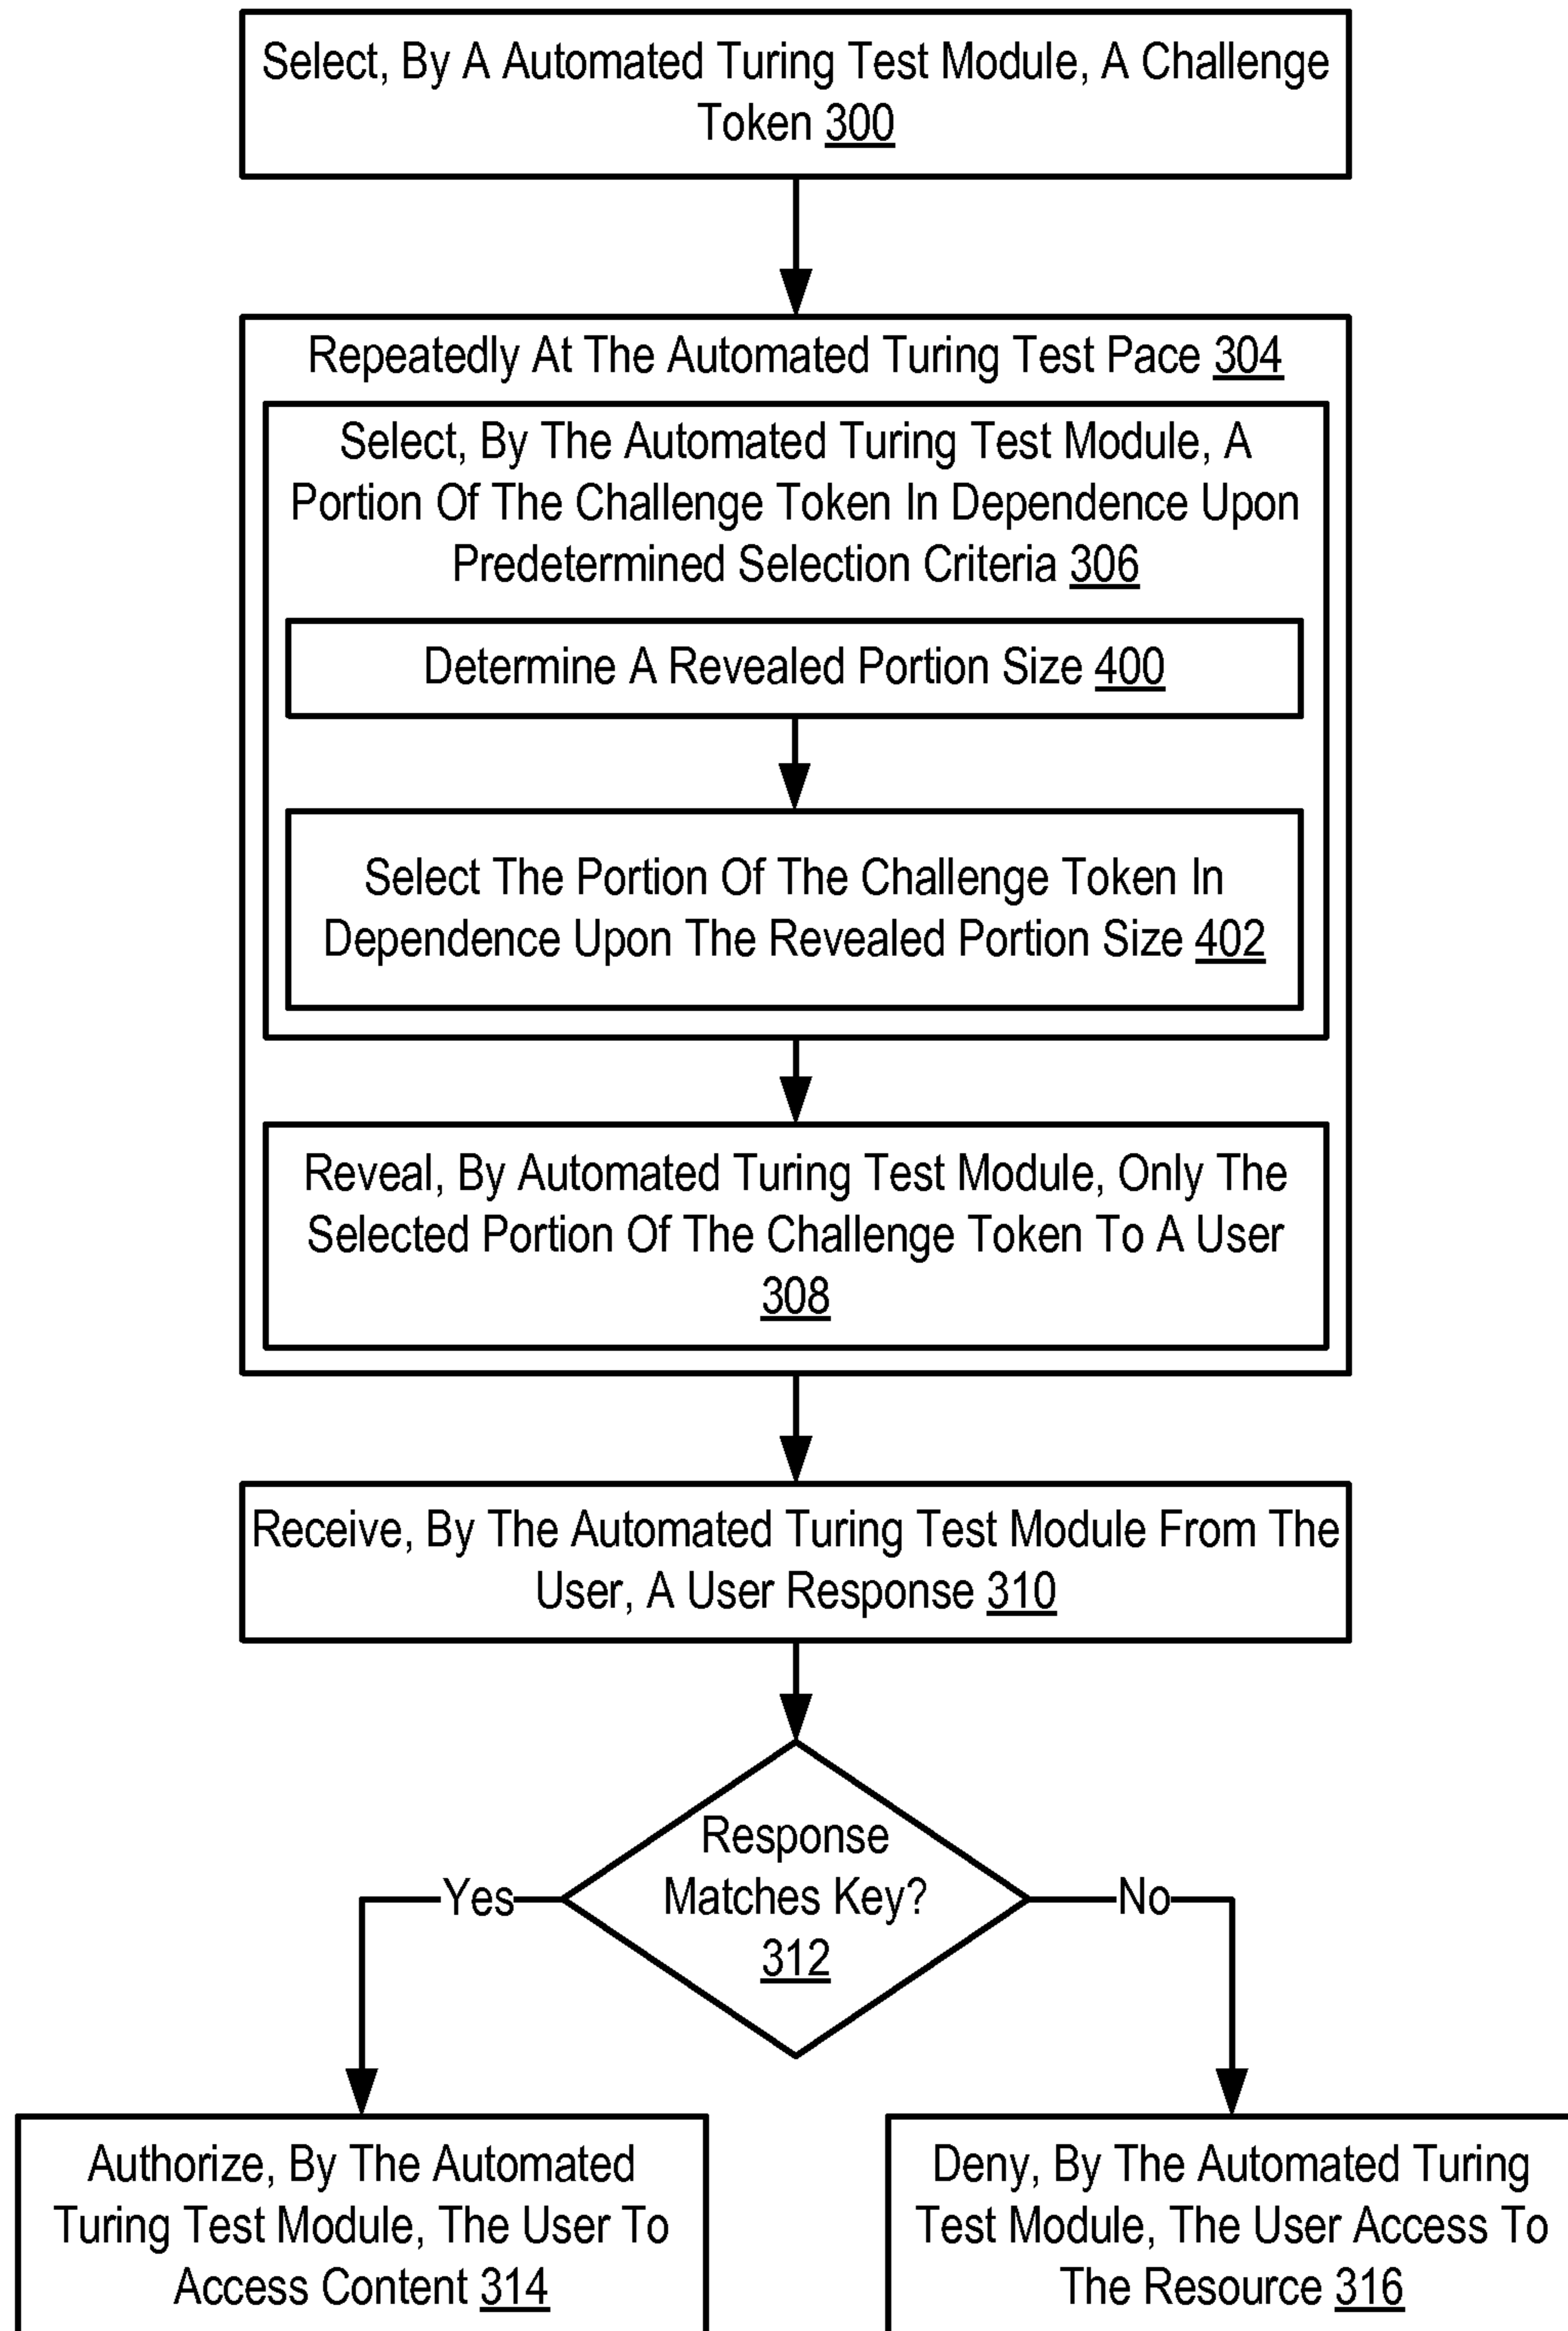 Select, By A Automated Turing Test Module, A Challenge
Token 300
Repeatedly At The Automated Turing Test Pace 304
Select, By The Automated Turing Test Module, A
Portion Of The Challenge Token In Dependence Upon
Predetermined Selection Criteria 306
Determine A Revealed Portion Size 400
Select The Portion Of The Challenge Token In
Dependence Upon The Revealed Portion Size 402
Reveal, By Automated Turing Test Module, Only The
Selected Portion Of The Challenge Token To A User
308
Receive, By The Automated Turing Test Module From The
User, A User Response 310
Response
Matches Key?
312
Yes
No
Authorize, By The Automated
Turing Test Module, The User To
Access Content 314
Deny, By The Automated Turing
Test Module, The User Access To
The Resource 316